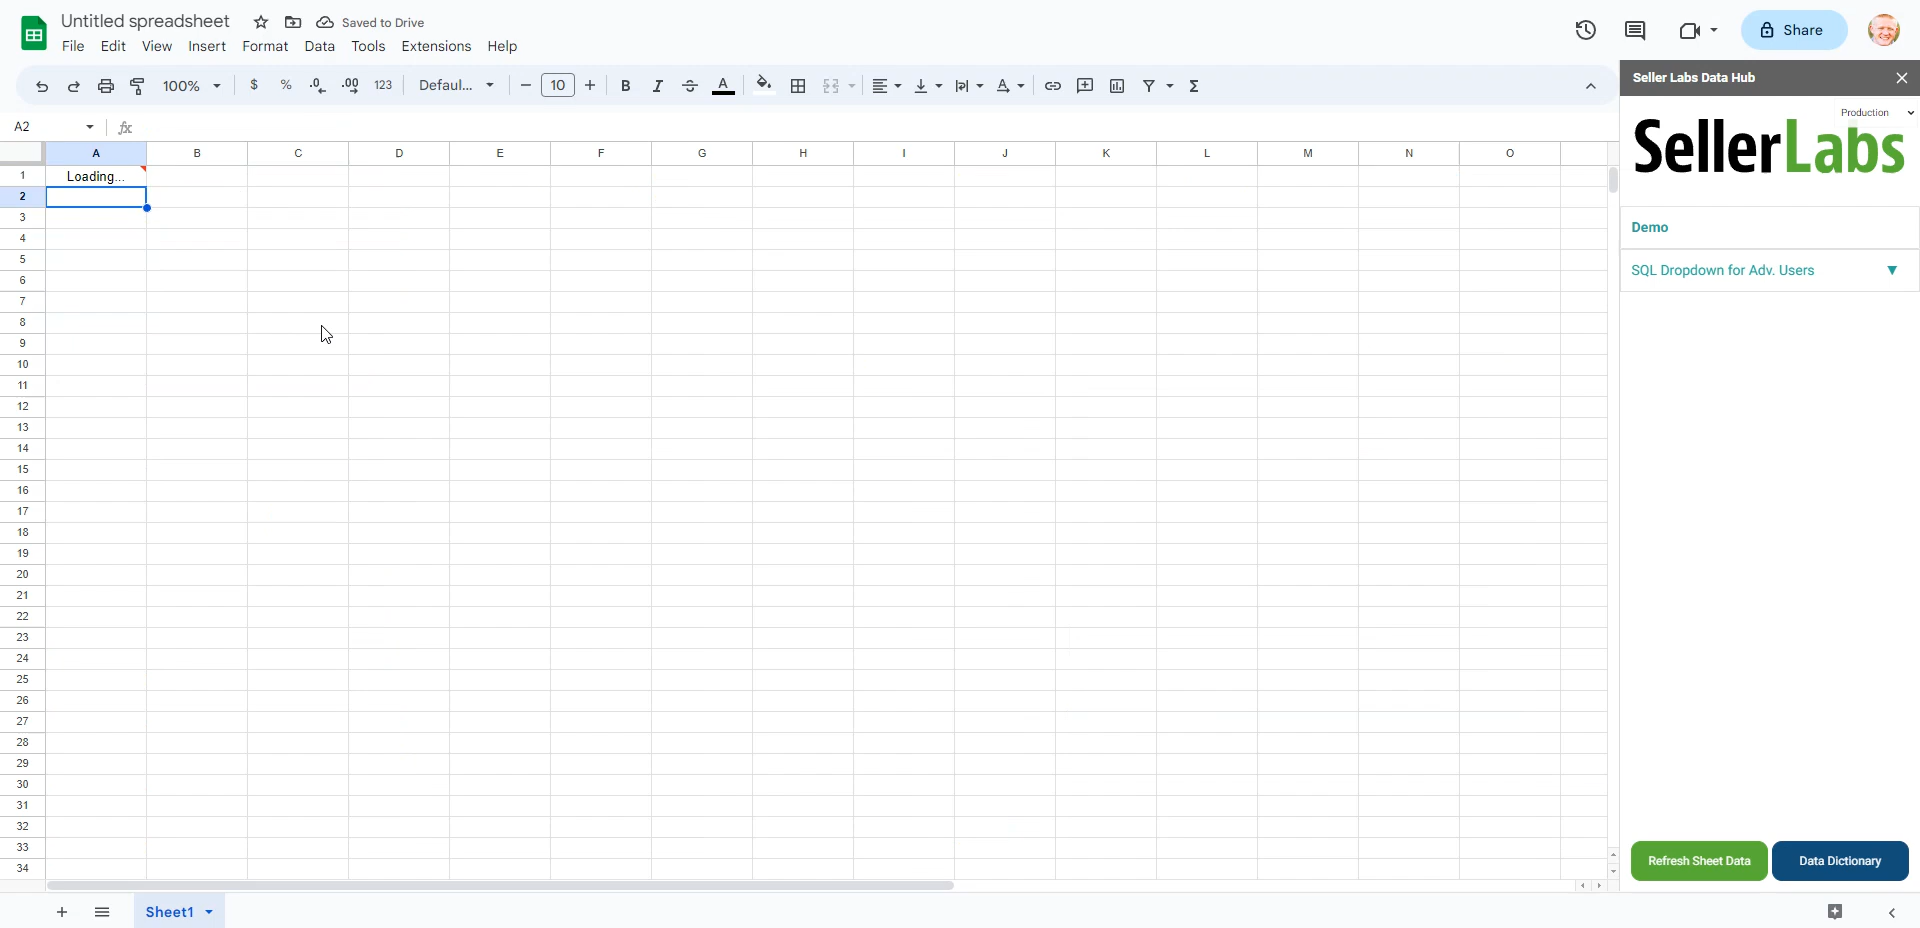 Untitled spreadsheet Saved to Drive
File Edit View Insert Format Data Tools Extensions Help
Share
100% $ % .0 .00 123 Defaul... 10 B I A A Σ
Seller Labs Data Hub
A2 fx
Production
SellerLabs
A B C D E F G H I J K L M N O
1 Loading...
2
3
4
5
6
7
8
9
10
11
12
13
14
15
16
17
18
19
20
21
22
23
24
25
26
27
28
29
30
31
32
33
34
Demo
SQL Dropdown for Adv. Users
Refresh Sheet Data Data Dictionary
Sheet1